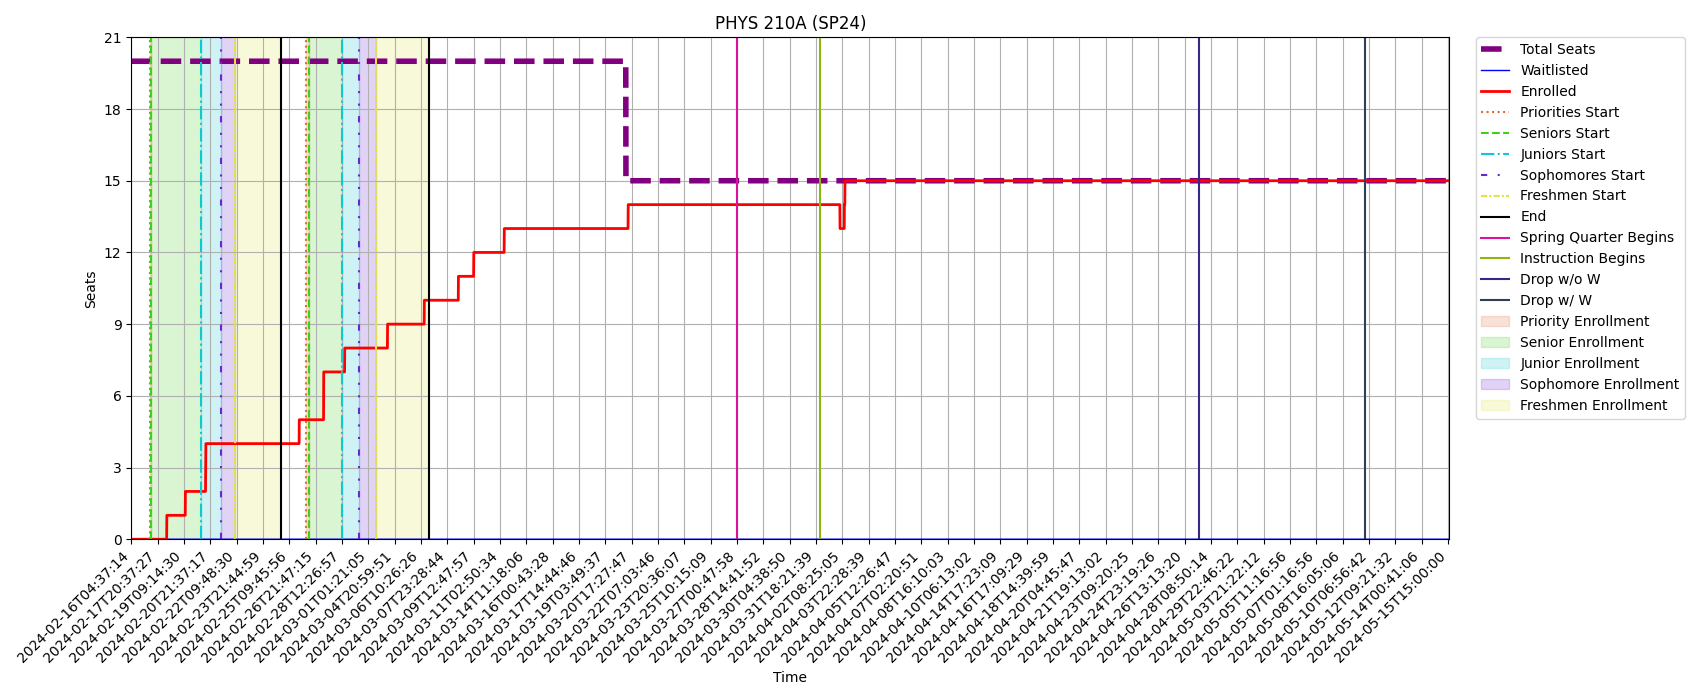 PHYS 210A (SP24)
21
18
15
12
9
6
3
0
Seats
2024-02-16T04:37:14
2024-02-17T20:37:27
2024-02-19T09:14:30
2024-02-20T21:37:17
2024-02-22T09:48:30
2024-02-23T21:44:59
2024-02-25T09:45:56
2024-02-26T21:47:15
2024-02-28T12:26:57
2024-03-01T01:21:05
2024-03-04T20:59:51
2024-03-06T10:26:26
2024-03-07T23:28:44
2024-03-09T12:47:57
2024-03-11T02:50:34
2024-03-14T11:18:06
2024-03-16T00:43:28
2024-03-17T14:44:46
2024-03-19T03:49:37
2024-03-20T17:27:47
2024-03-22T07:03:46
2024-03-23T20:36:07
2024-03-25T10:15:09
2024-03-27T00:47:58
2024-03-28T14:41:52
2024-03-30T04:38:50
2024-03-31T18:21:39
2024-04-02T08:25:05
2024-04-03T22:28:39
2024-04-05T12:26:47
2024-04-07T02:20:51
2024-04-08T16:10:03
2024-04-10T06:13:02
2024-04-14T17:23:09
2024-04-16T17:09:29
2024-04-18T14:39:59
2024-04-20T04:45:47
2024-04-21T19:13:02
2024-04-23T09:20:25
2024-04-24T23:19:26
2024-04-26T13:13:20
2024-04-28T08:50:14
2024-04-29T22:46:22
2024-05-03T21:22:12
2024-05-05T11:16:56
2024-05-07T01:16:56
2024-05-08T16:05:06
2024-05-10T06:56:42
2024-05-12T09:21:32
2024-05-14T00:41:06
2024-05-15T15:00:00
Time
Total Seats
Waitlisted
Enrolled
Priorities Start
Seniors Start
Juniors Start
Sophomores Start
Freshmen Start
End
Spring Quarter Begins
Instruction Begins
Drop w/o W
Drop w/ W
Priority Enrollment
Senior Enrollment
Junior Enrollment
Sophomore Enrollment
Freshmen Enrollment